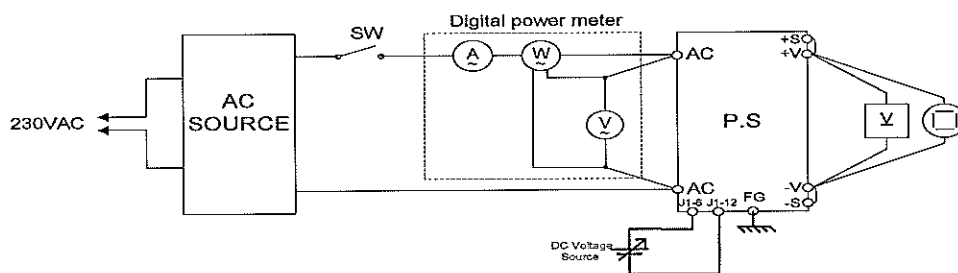 Digital power meter
SW
A
W
V
230VAC
AC
SOURCE
AC
AC
P.S
+S
+V
-V
-S
V
J1-6
J1-12
FG
DC Voltage
Source